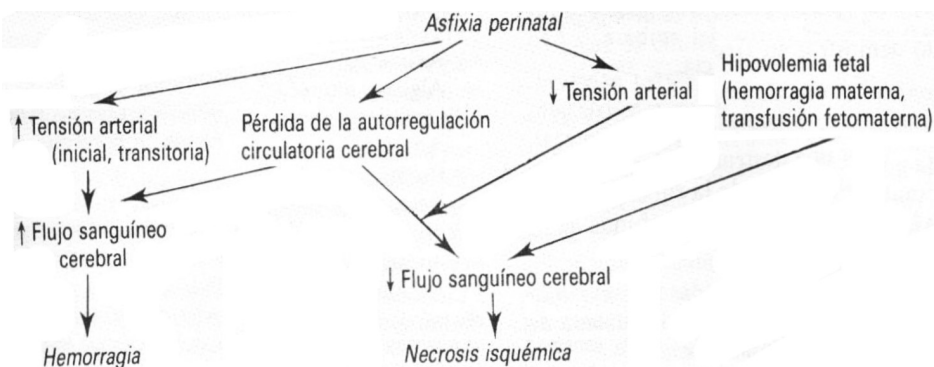 Asfixia perinatal
Hipovolemia fetal
(hemorragia materna,
transfusión fetomaterna)
↓ Tensión arterial
↑ Tensión arterial
(inicial, transitoria)
Pérdida de la autorregulación
circulatoria cerebral
↑ Flujo sanguíneo
cerebral
↓ Flujo sanguíneo cerebral
Hemorragia
Necrosis isquémica